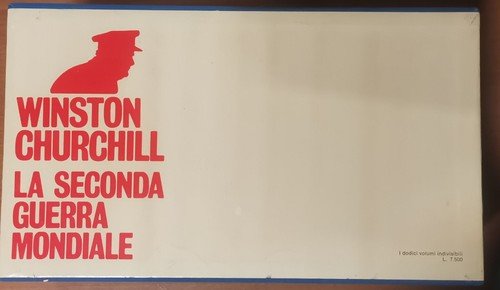 WINSTON
CHURCHILL
LA SECONDA
GUERRA
MONDIALE
I dodici volumi indivisibili
L. 7.500